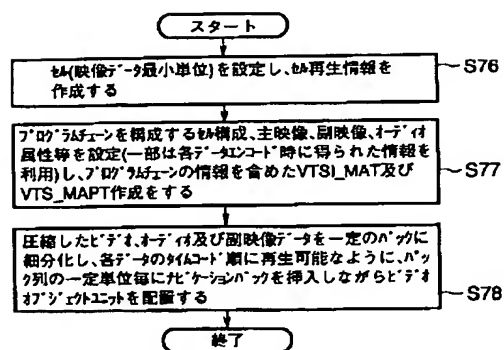 スタート
セル(映像データ最小単位)を設定し、セル再生情報を
作成する
S76
プログラムチェーンを構成するセル構成、主映像、副映像、オーディオ
属性等を設定(一部は各データエンコード時に得られた情報を
利用)し、プログラムチェーンの情報を含めたVTSI_MAT及び
VTS_MAPT作成をする
S77
圧縮したビデオ、オーディオ及び副映像データを一定のパックに
細分化し、各データのタイムコード順に再生可能なように、パッ
ク列の一定単位毎にナビゲーションパックを挿入しながらビデオ
オブジェクトユニットを配置する
S78
終了